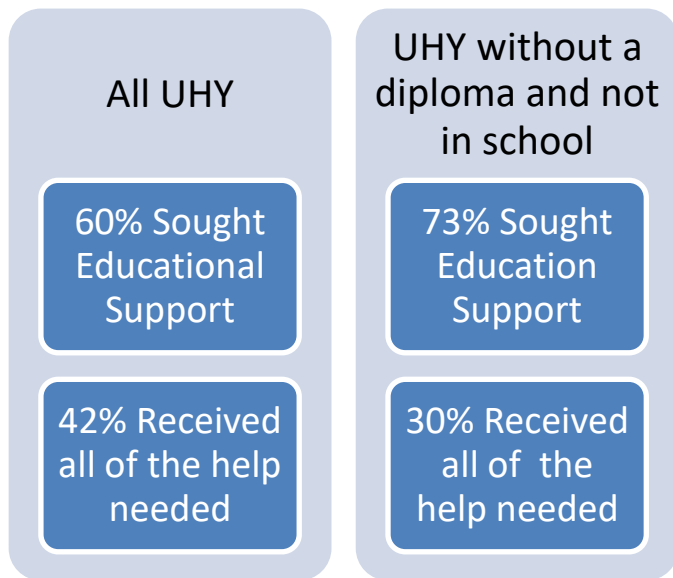 All UHY
60% Sought
Educational
Support
42% Received
all of the help
needed
UHY without a
diploma and not
in school
73% Sought
Education
Support
30% Received
all of the
help needed